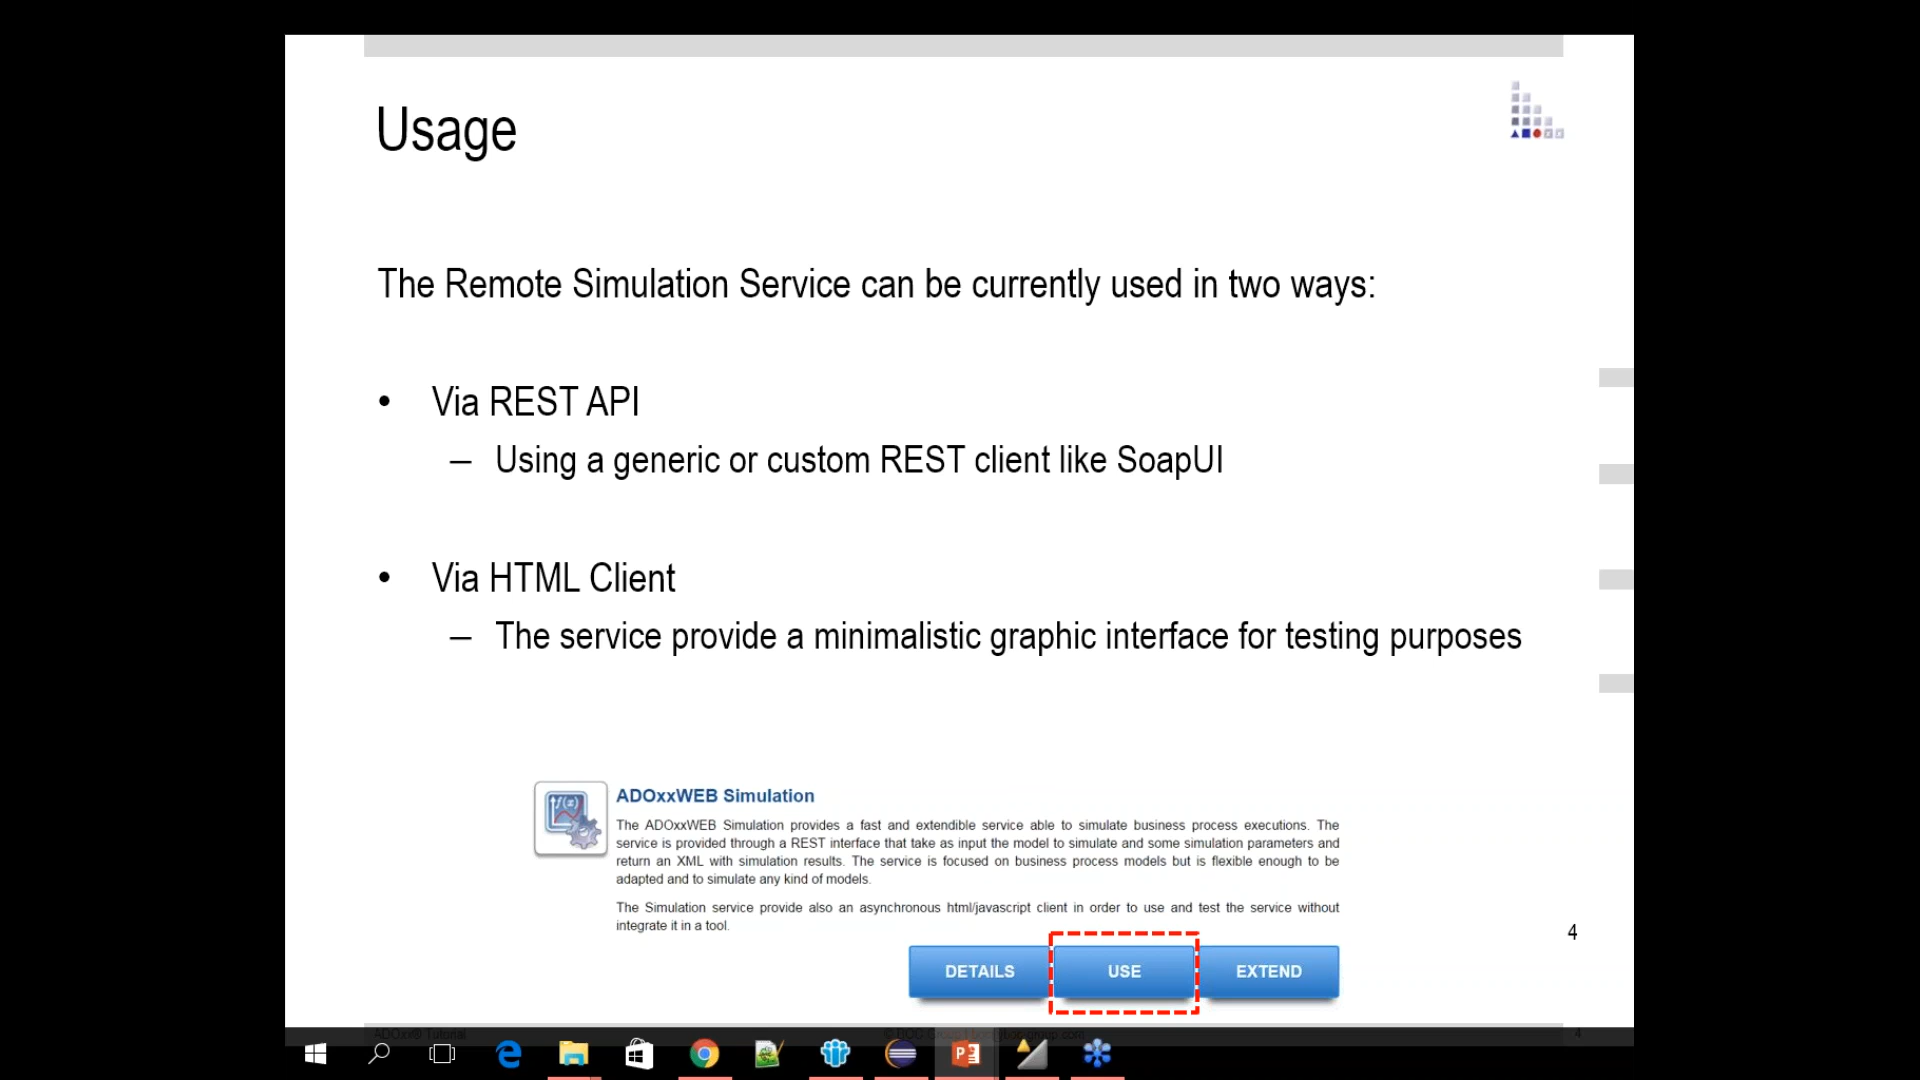 Usage
The Remote Simulation Service can be currently used in two ways:
• Via REST API
– Using a generic or custom REST client like SoapUI
• Via HTML Client
– The service provide a minimalistic graphic interface for testing purposes
ADOxxWEB Simulation
The ADOxxWEB Simulation provides a fast and extendible service able to simulate business process executions. The
service is provided through a REST interface that take as input the model to simulate and some simulation parameters and
return an XML with simulation results. The service is focused on business process models but is flexible enough to be
adapted and to simulate any kind of models.
The Simulation service provide also an asynchronous html/javascript client in order to use and test the service without
integrate it in a tool.
4
DETAILS USE EXTEND
4